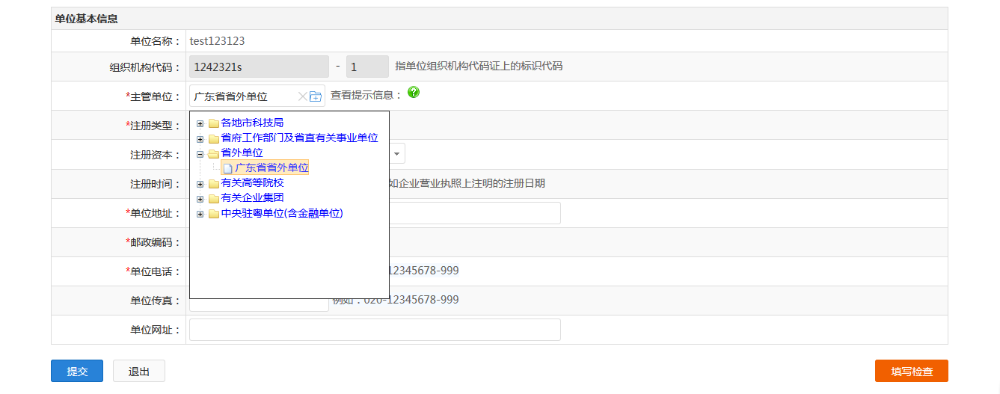 单位基本信息
单位名称： test123123
组织机构代码： 1242321s - 1 指单位组织机构代码证上的标识代码
*主管单位： 广东省省外单位 查看提示信息：
*注册类型：
各地市科技局
省府工作部门及省直有关事业单位
注册资本： 省外单位
广东省省外单位
注册时间： 有关高等院校 如企业营业执照上注明的注册日期
有关企业集团
*单位地址： 中央驻粤单位(含金融单位)
*邮政编码：
*单位电话： 12345678-999
单位传真： 例如：020-12345678-999
单位网址：
提交 退出 填写检查